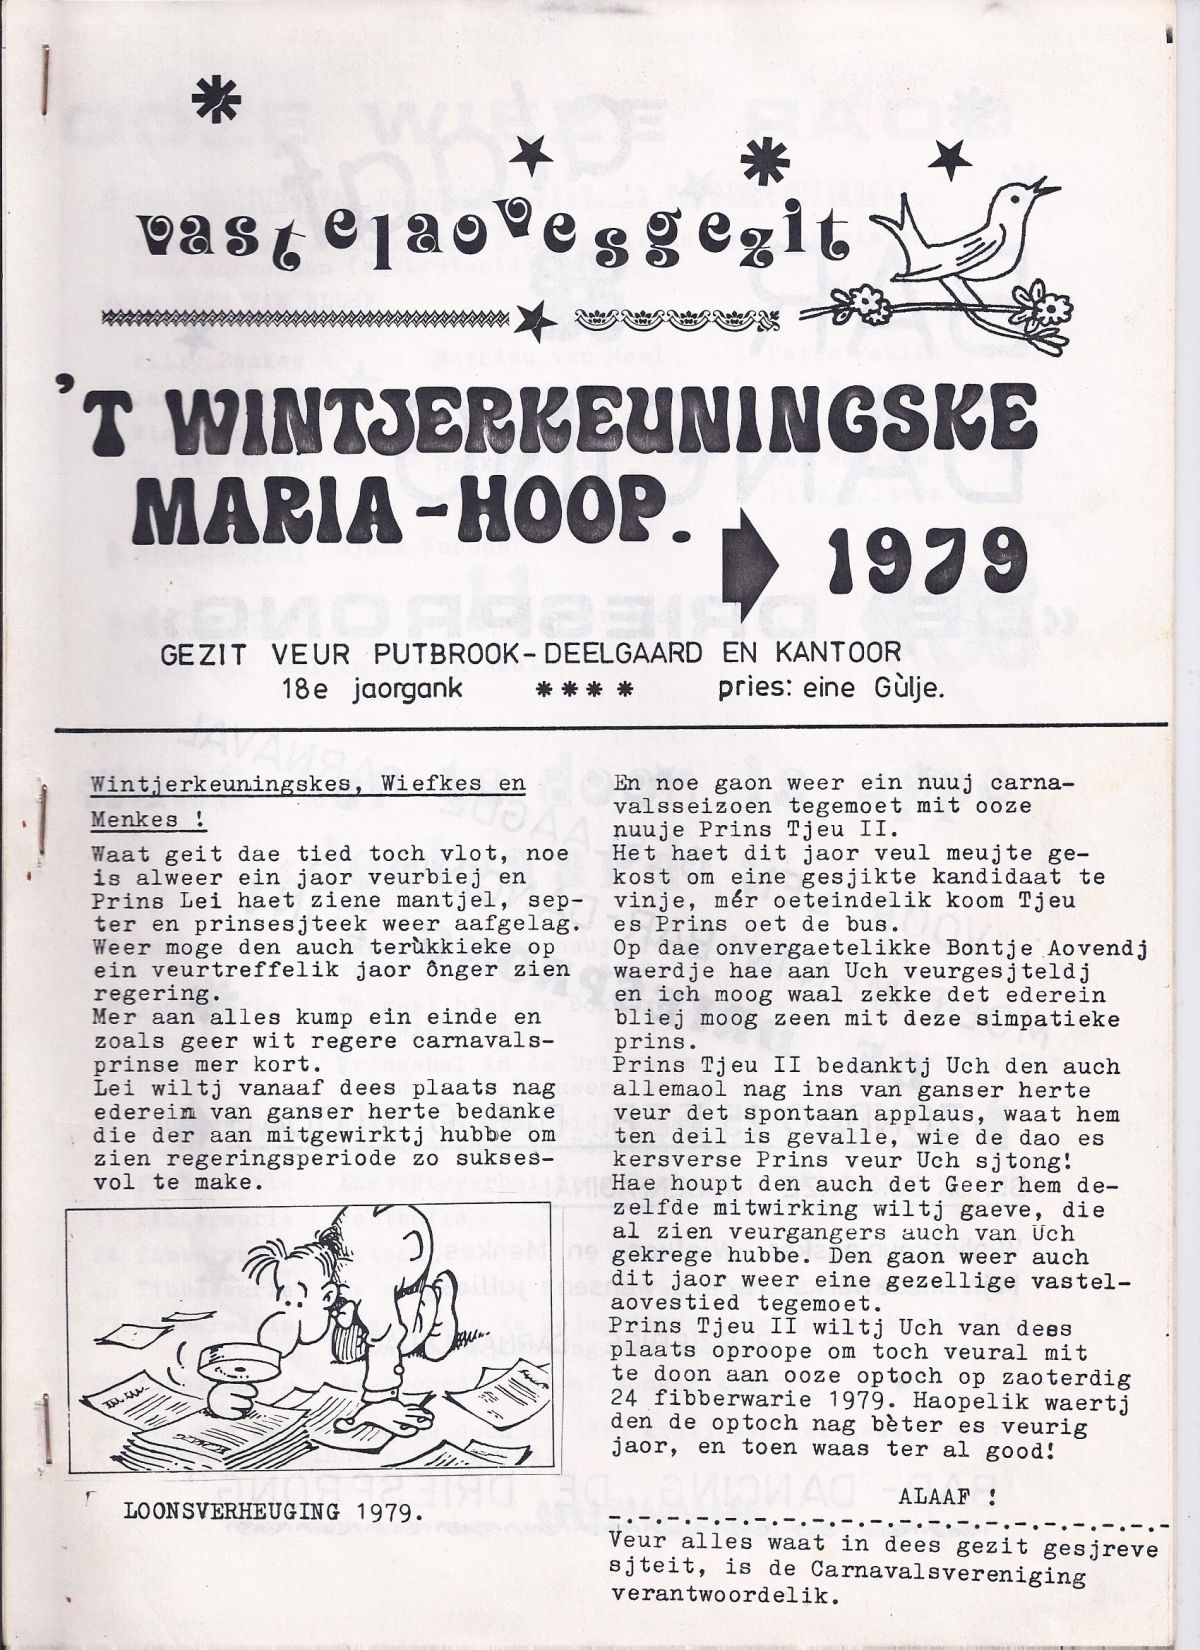 vastelaovesgezit
'T WINTJERKEUNINGSKE
MARIA-HOOP.
1979
GEZIT VEUR PUTBROOK-DEELGAARD EN KANTOOR
18e jaorgank **** pries: eine Gùlje.
Wintjerkeuningskes, Wiefkes en
Menkes !
Waat geit dae tied toch vlot, noe
is alweer ein jaor veurbiej en
Prins Lei haet ziene mantjel, sep-
ter en prinsesjteek weer aafgelag.
Weer moge den auch terùkkieke op
ein veurtreffelik jaor ônger zien
regering.
Mer aan alles kump ein einde en
zoals geer wit regere carnavals-
prinse mer kort.
Lei wiltj vanaaf dees plaats nag
ederein van ganser herte bedanke
die der aan mitgewirktj hubbe om
zien regeringsperiode zo sukses-
vol te make.
LOONSVERHEUGING 1979.
En noe gaon weer ein nuuj carna-
valsseizoen tegemoet mit ooze
nuuje Prins Tjeu II.
Het haet dit jaor veul meujte ge-
kost om eine gesjikte kandidaat te
vinje, mér oeteindelik koom Tjeu
es Prins oet de bus.
Op dae onvergaetelikke Bontje Aovendj
waerdje hae aan Uch veurgesjteldj
en ich moog waal zekke det ederein
bliej moog zeen mit deze simpatieke
prins.
Prins Tjeu II bedanktj Uch den auch
allemaol nag ins van ganser herte
veur det spontaan applaus, waat hem
ten deil is gevalle, wie de dao es
kersverse Prins veur Uch sjtong!
Hae houpt den auch det Geer hem de-
zelfde mitwirking wiltj gaeve, die
al zien veurgangers auch van Uch
gekrege hubbe. Den gaon weer auch
dit jaor weer eine gezellige vastel-
aovestied tegemoet.
Prins Tjeu II wiltj Uch van dees
plaats oproope om toch veural mit
te doon aan ooze optoch op zaoterdig
24 fibberwarie 1979. Haopelik waertj
den de optoch nag bèter es veurig
jaor, en toen waas ter al good!
ALAAF !
Veur alles waat in dees gezit gesjreve
sjteit, is de Carnavalsvereniging
verantwoordelik.